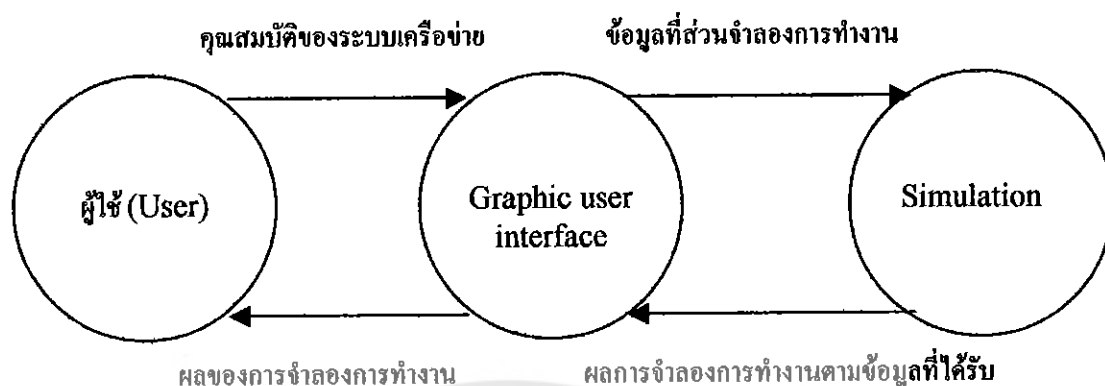 คุณสมบัติของระบบเครือข่าย
ข้อมูลที่ส่วนจำลองการทำงาน
ผู้ใช้ (User)
Graphic user
interface
Simulation
ผลของการจำลองการทำงาน
ผลการจำลองการทำงานตามข้อมูลที่ได้รับ